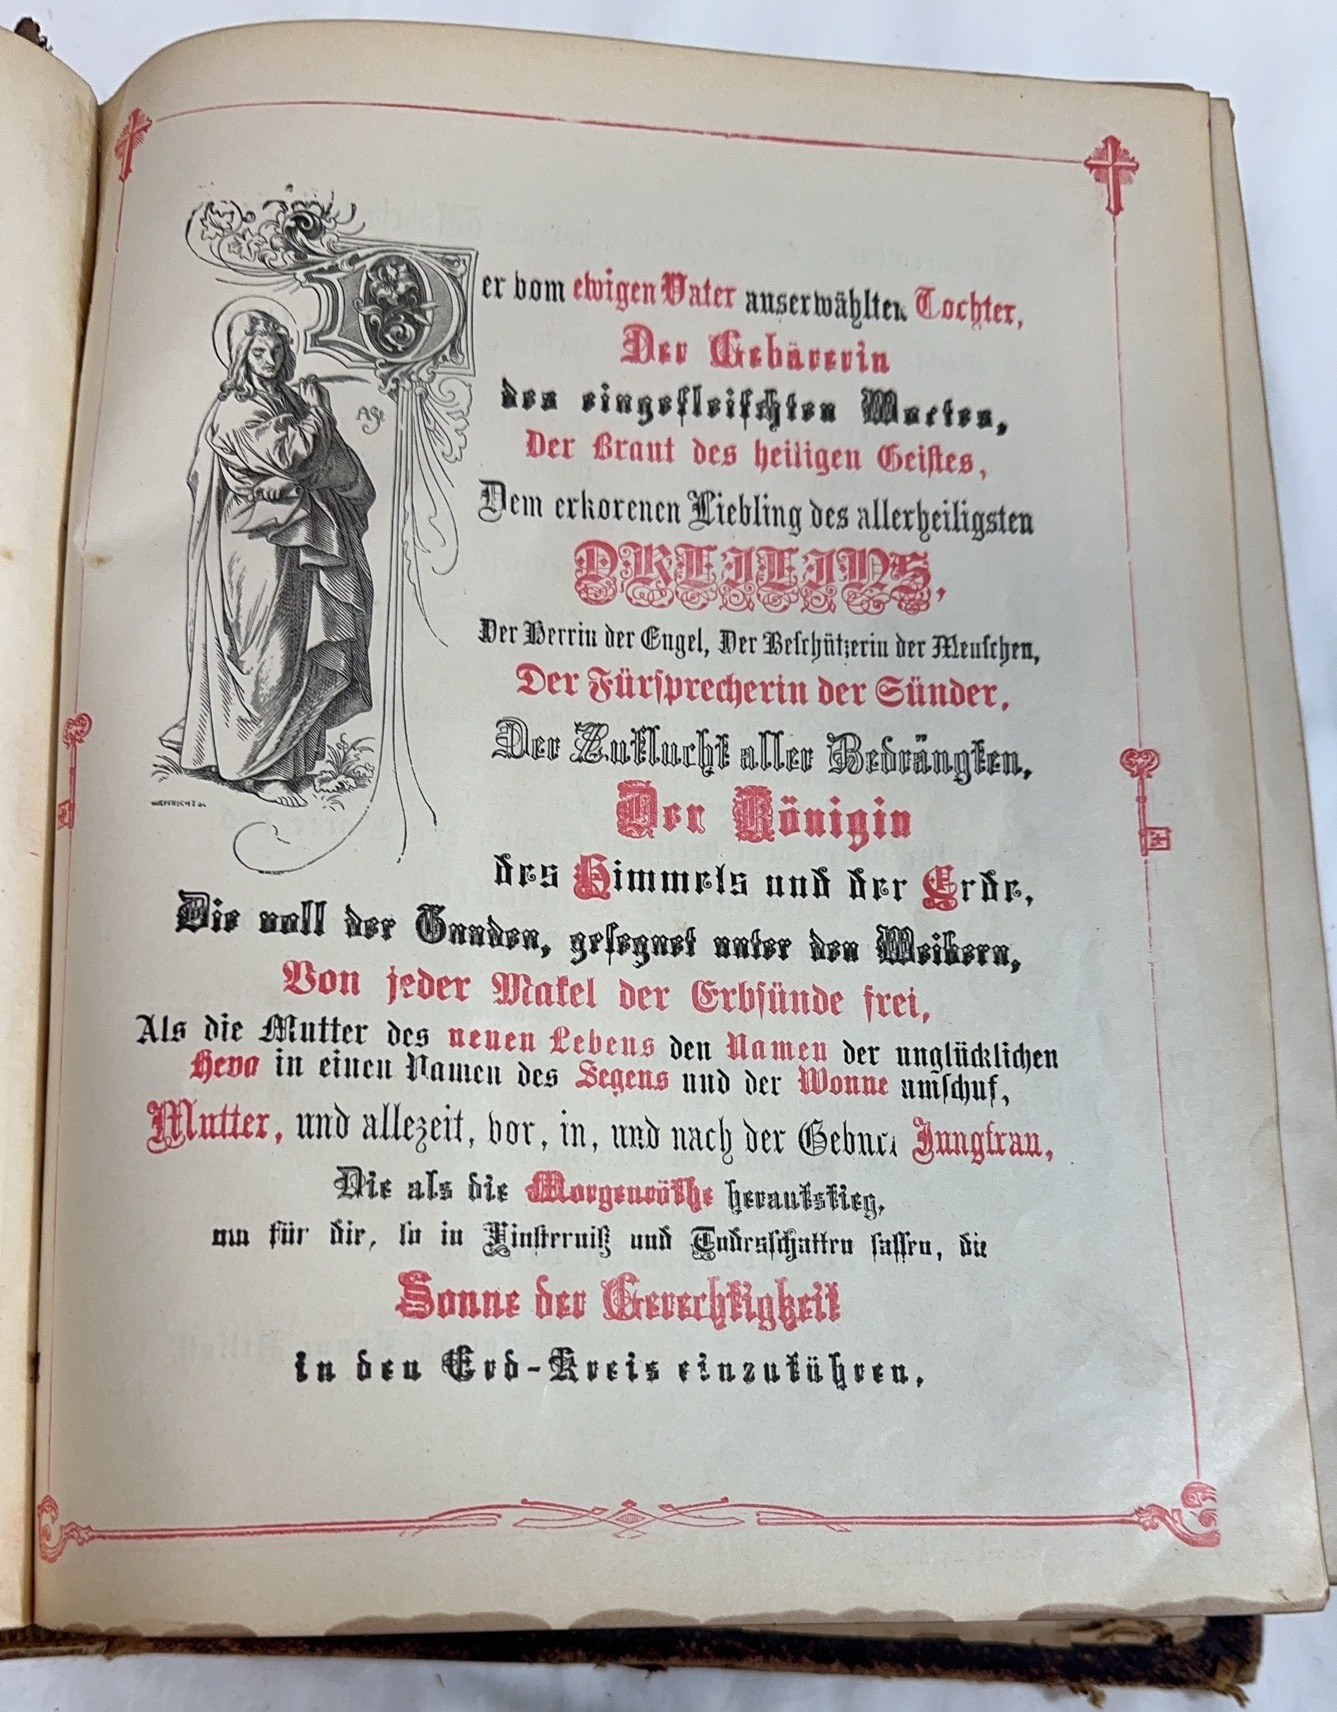 Der vom ewigen Vater auserwählten Tochter,
Der Gebärerin
des eingefleischten Wortes,
Der Braut des heiligen Geistes,
Dem erkorenen Liebling des allerheiligsten
DREIEINS,
Der Herrin der Engel, Der Beschützerin der Menschen,
Der Fürsprecherin der Sünder,
Der Zuflucht aller Bedrängten,
Der Königin
des Himmels und der Erde,
Die voll der Gnaden, gesegnet unter den Weibern,
Von jeder Makel der Erbsünde frei,
Als die Mutter des neuen Lebens den Namen der unglücklichen
Heva in einen Namen des Segens und der Wonne umschuf,
Mutter, und allezeit, vor, in, und nach der Geburt Jungfrau,
Die als die Morgenröthe heraufstieg,
um für die, so in Finsterniß und Todesschatten sassen, die
Sonne der Gerechtigkeit
in den Erd-Kreis einzuführen,